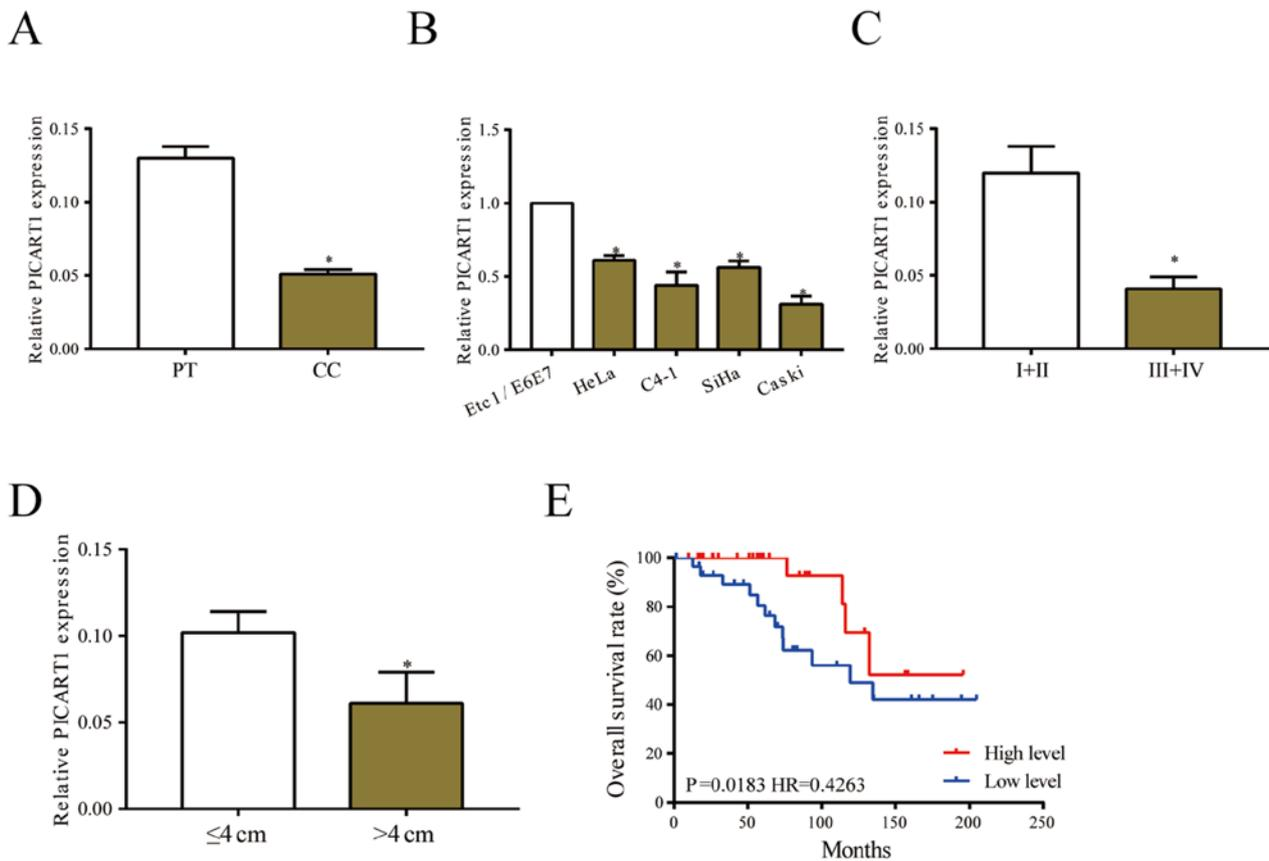 A
B
C
Relative PICART1 expression
0.15
0.10
0.05
0.00
*
PT
CC
Relative PICART1 expression
1.5
1.0
0.5
0.0
*
*
*
*
Etc1/E6E7
HeLa
C4-1
SiHa
Caski
Relative PICART1 expression
0.15
0.10
0.05
0.00
*
I+II
III+IV
D
E
Relative PICART1 expression
0.15
0.10
0.05
0.00
*
≤4 cm
>4 cm
Overall survival rate (%)
100
80
60
40
20
0
High level
Low level
P=0.0183 HR=0.4263
0
50
100
150
200
250
Months